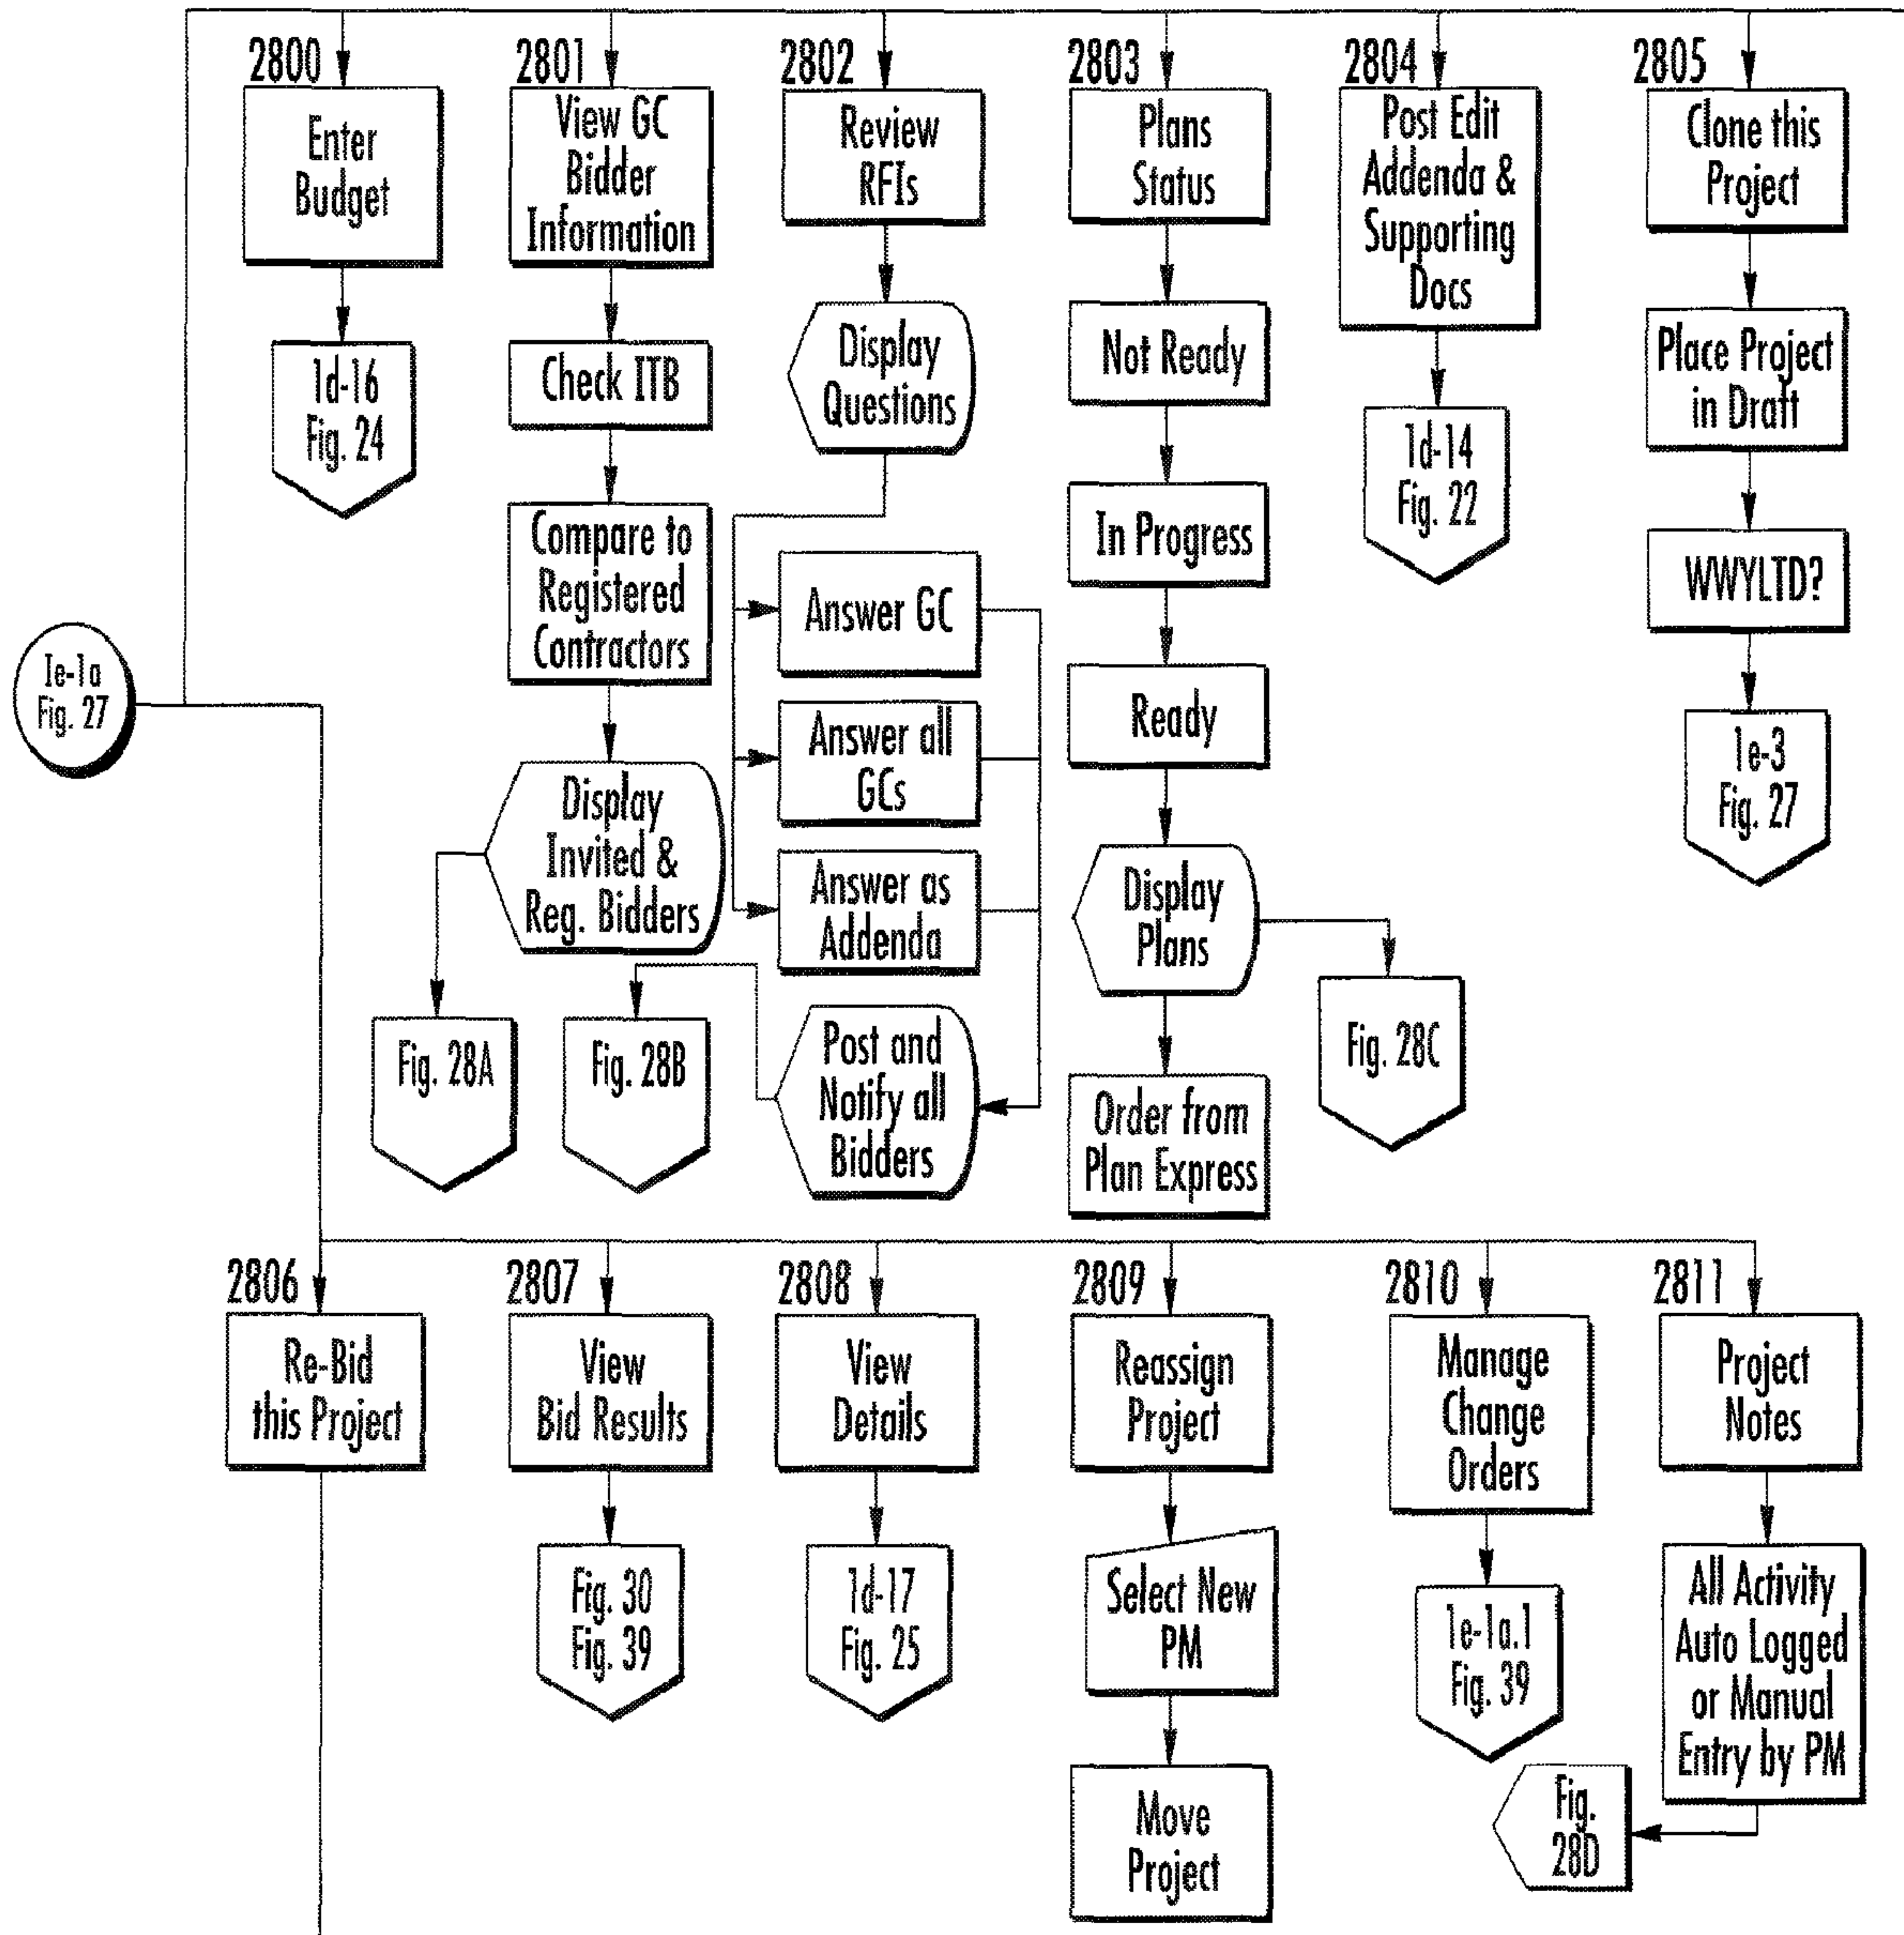 2800
Enter
Budget
1d-16
Fig. 24
2801
View GC
Bidder
Information
Check ITB
Compare to
Registered
Contractors
Display
Invited &
Reg. Bidders
Fig. 28A
2802
Review
RFIs
Display
Questions
Answer GC
Answer all
GCs
Answer as
Addenda
Post and
Notify all
Bidders
Fig. 28B
2803
Plans
Status
Not Ready
In Progress
Ready
Display
Plans
Fig. 28C
Order from
Plan Express
2804
Post Edit
Addenda &
Supporting
Docs
1d-14
Fig. 22
2805
Clone this
Project
Place Project
in Draft
WWYLTD?
1e-3
Fig. 27
Ie-1a
Fig. 27
2806
Re-Bid
this Project
2807
View
Bid Results
Fig. 30
Fig. 39
2808
View
Details
1d-17
Fig. 25
2809
Reassign
Project
Select New
PM
Move
Project
2810
Manage
Change
Orders
1e-1a.1
Fig. 39
2811
Project
Notes
All Activity
Auto Logged
or Manual
Entry by PM
Fig.
28D